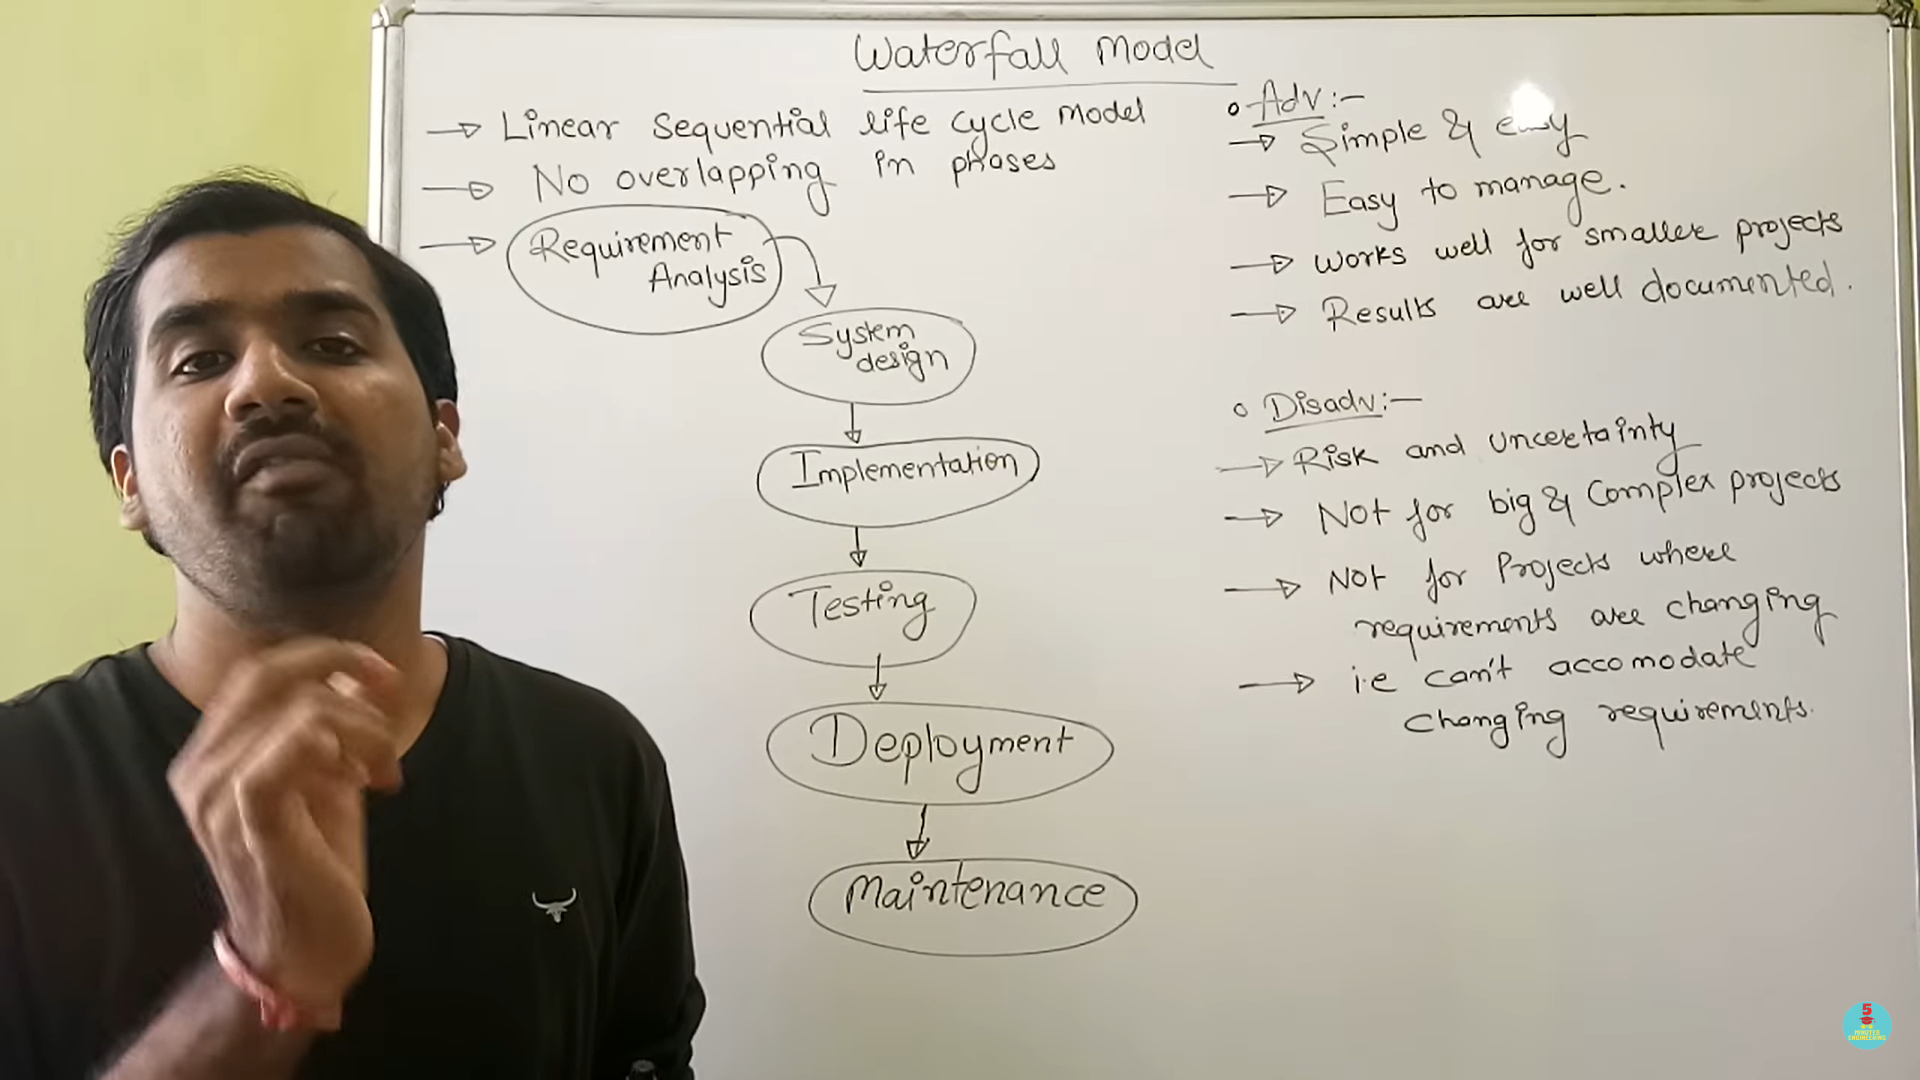 Waterfall Model
→ Linear Sequential life cycle Model
→ No overlapping in phases
→ Requirement
Analysis
System
design
Implementation
Testing
Deployment
Maintenance
o Adv:-
→ Simple & easy
→ Easy to manage.
→ Works well for smaller projects
→ Results are well documented.
o Disadv:-
→ Risk and uncertainty
→ Not for big & Complex projects
→ Not for Projects where
requirements are changing
→ i.e can't accomodate
changing requirements.
5
MINUTES
ENGINEERING